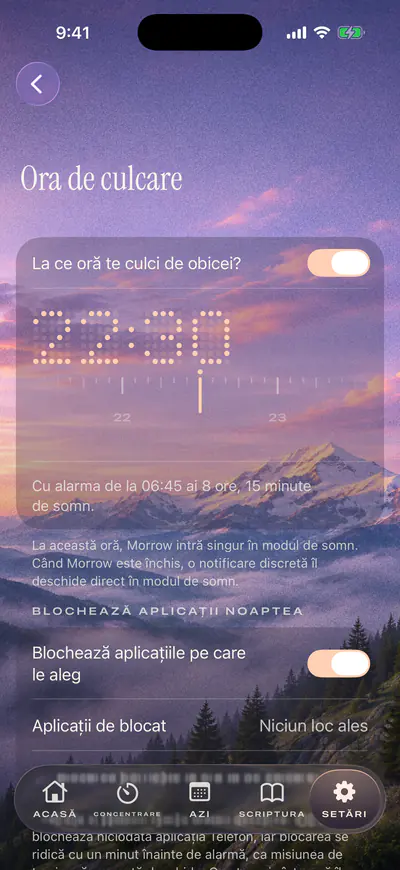 9:41
Ora de culcare
La ce oră te culci de obicei?
22:30
22 23
Cu alarma de la 06:45 ai 8 ore, 15 minute
de somn.
La această oră, Morrow intră singur în modul de somn.
Când Morrow este închis, o notificare discretă îl
deschide direct în modul de somn.
BLOCHEAZĂ APLICAȚII NOAPTEA
Blochează aplicațiile pe care
le aleg
Aplicații de blocat Niciun loc ales
ACASĂ CONCENTRARE AZI SCRIPTURA SETĂRI
blochează niciodată aplicația Telefon, iar blocarea se
ridică cu un minut înainte de alarmă, ca misiunea de